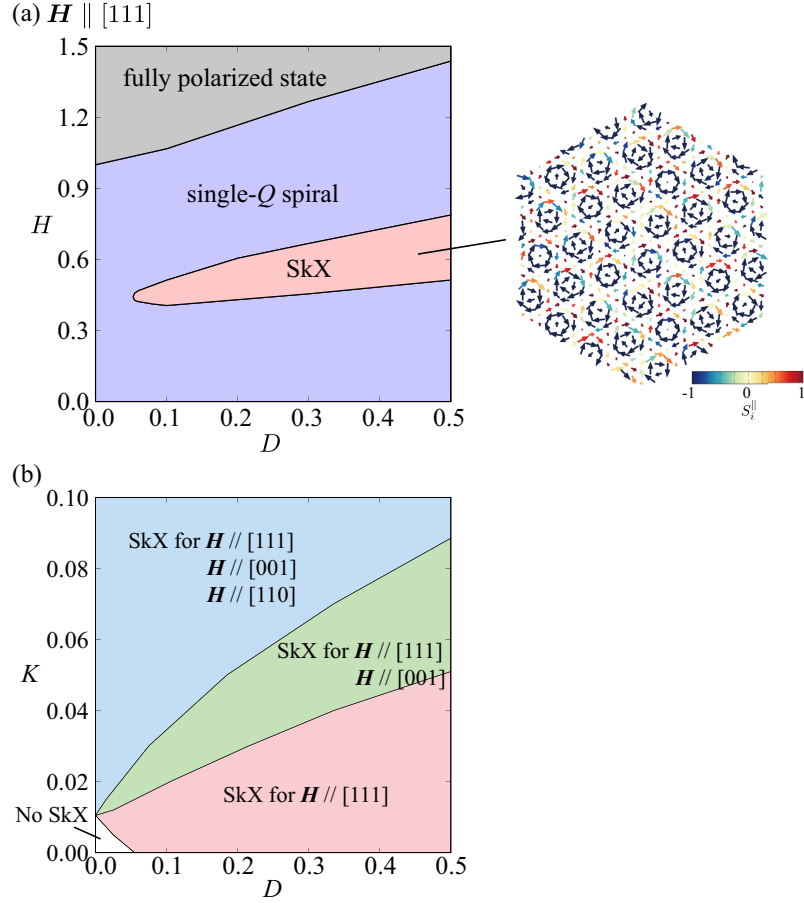 (a) H ∥ [111]
1.5
fully polarized state
1.2
0.9
single-Q spiral
H
0.6
SkX
0.3
0.0
0.0 0.1 0.2 0.3 0.4 0.5
D
-1 0 1
S_i^∥
(b)
0.10
SkX for H // [111]
H // [001]
H // [110]
0.08
0.06
SkX for H // [111]
H // [001]
K
0.04
0.02
SkX for H // [111]
No SkX
0.00
0.0 0.1 0.2 0.3 0.4 0.5
D